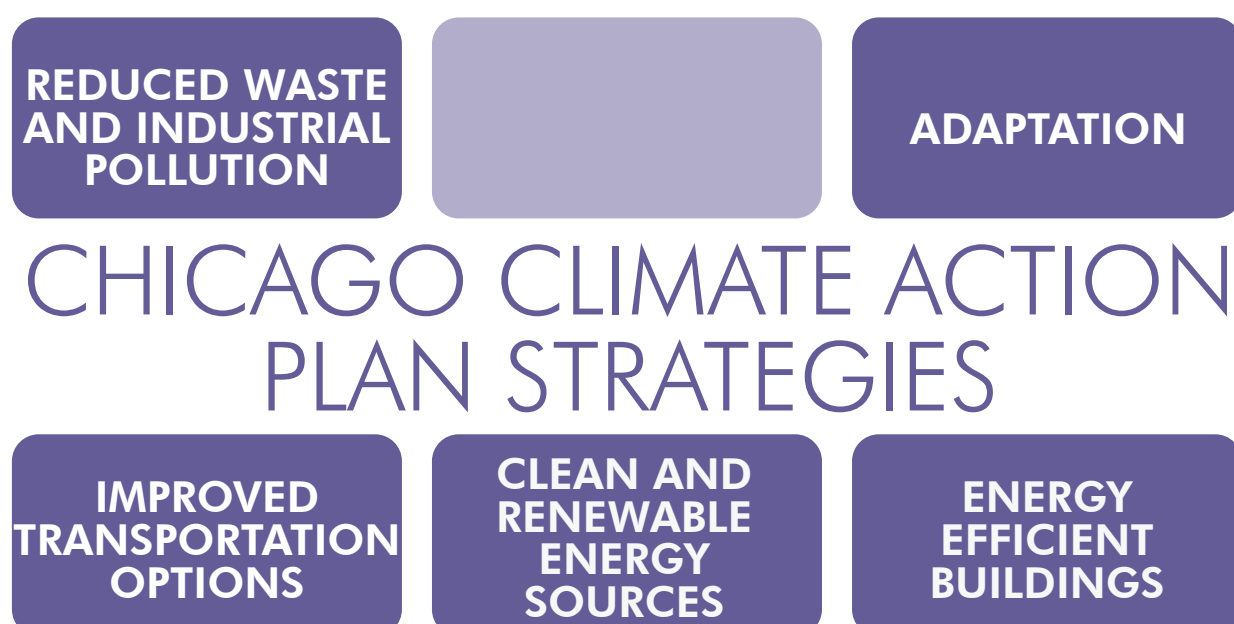 REDUCED WASTE
AND INDUSTRIAL
POLLUTION
ADAPTATION
CHICAGO CLIMATE ACTION
PLAN STRATEGIES
IMPROVED
TRANSPORTATION
OPTIONS
CLEAN AND
RENEWABLE
ENERGY
SOURCES
ENERGY
EFFICIENT
BUILDINGS